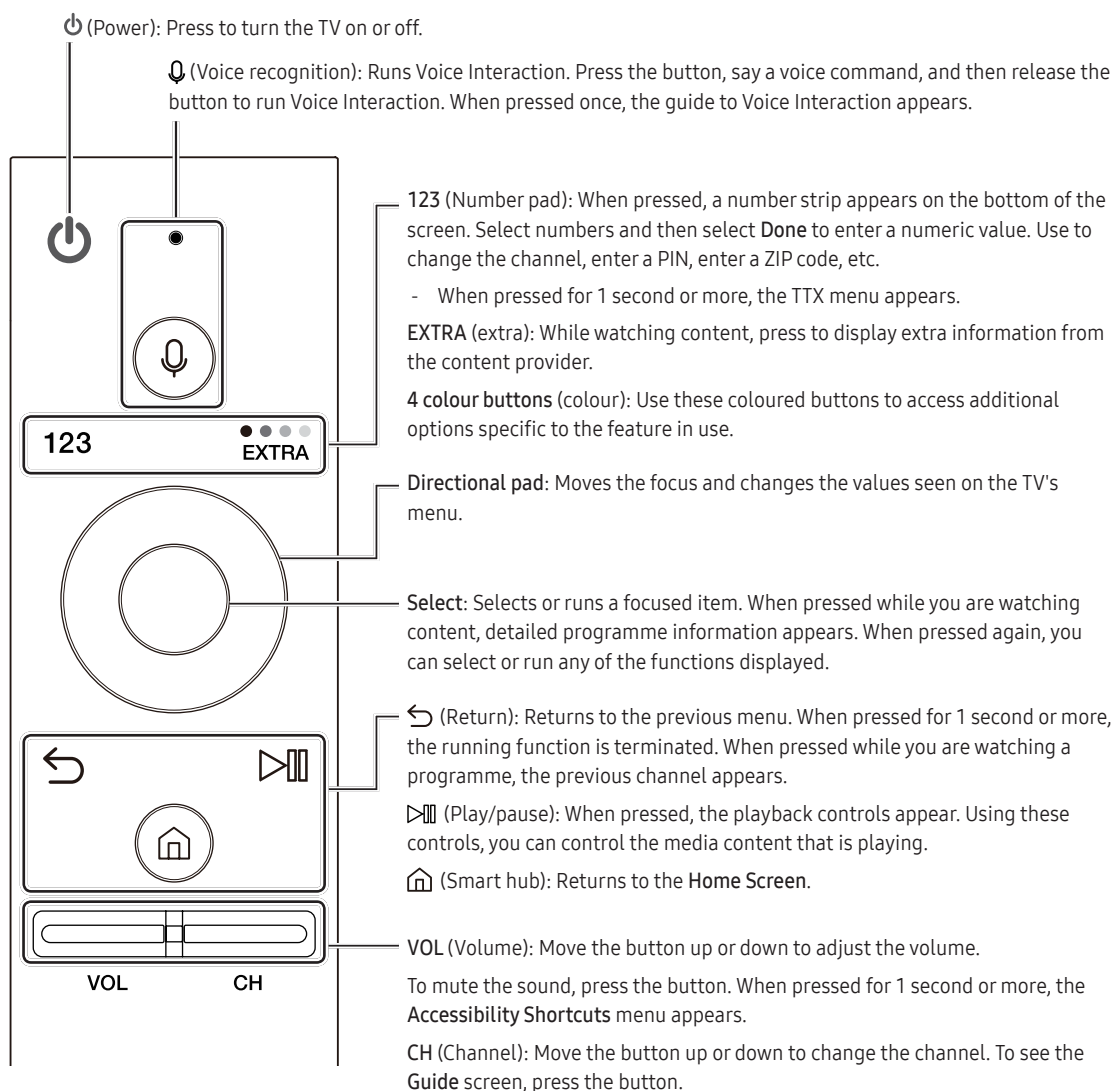 (Power): Press to turn the TV on or off.
(Voice recognition): Runs Voice Interaction. Press the button, say a voice command, and then release the
button to run Voice Interaction. When pressed once, the guide to Voice Interaction appears.
123 (Number pad): When pressed, a number strip appears on the bottom of the
screen. Select numbers and then select Done to enter a numeric value. Use to
change the channel, enter a PIN, enter a ZIP code, etc.
- When pressed for 1 second or more, the TTX menu appears.
EXTRA (extra): While watching content, press to display extra information from
the content provider.
4 colour buttons (colour): Use these coloured buttons to access additional
options specific to the feature in use.
123
EXTRA
Directional pad: Moves the focus and changes the values seen on the TV's
menu.
Select: Selects or runs a focused item. When pressed while you are watching
content, detailed programme information appears. When pressed again, you
can select or run any of the functions displayed.
(Return): Returns to the previous menu. When pressed for 1 second or more,
the running function is terminated. When pressed while you are watching a
programme, the previous channel appears.
(Play/pause): When pressed, the playback controls appear. Using these
controls, you can control the media content that is playing.
(Smart hub): Returns to the Home Screen.
VOL (Volume): Move the button up or down to adjust the volume.
To mute the sound, press the button. When pressed for 1 second or more, the
Accessibility Shortcuts menu appears.
CH (Channel): Move the button up or down to change the channel. To see the
Guide screen, press the button.
VOL
CH